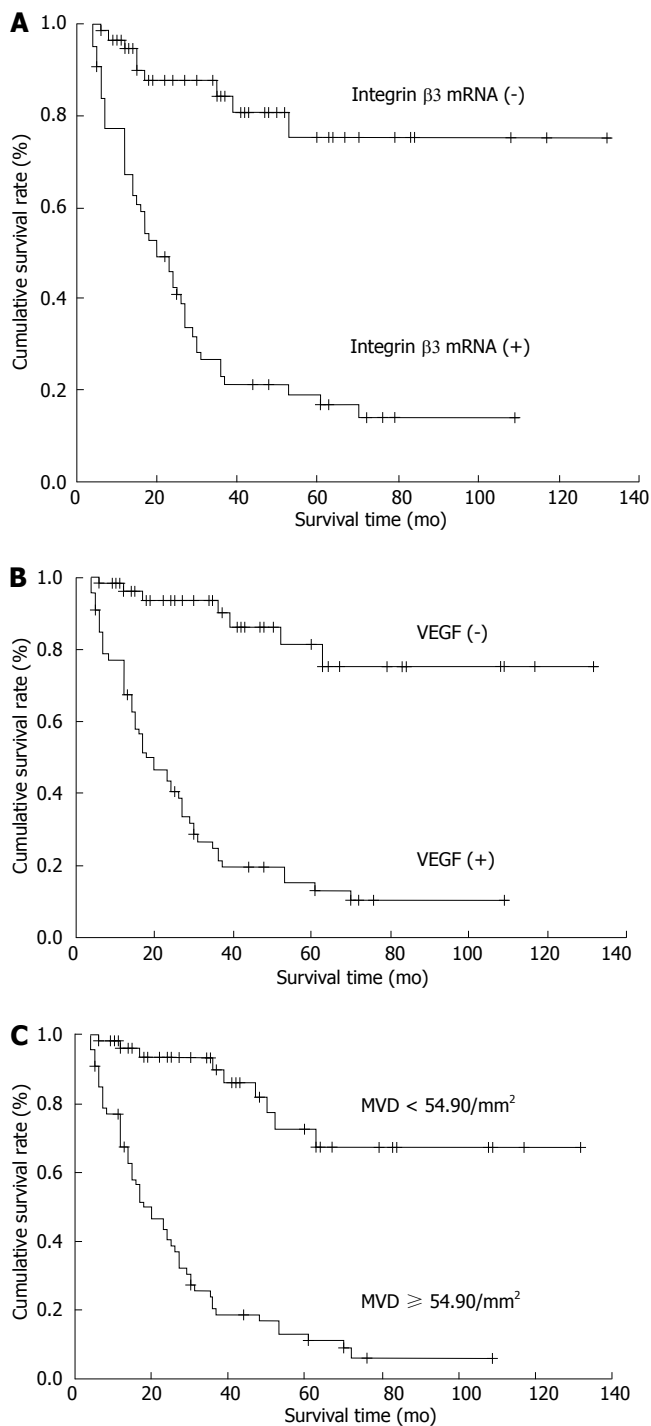 A
Cumulative survival rate (%)
1.0
0.8
0.6
0.4
0.2
0.0
Integrin β3 mRNA (-)
Integrin β3 mRNA (+)
0 20 40 60 80 100 120 140
Survival time (mo)
B
Cumulative survival rate (%)
1.0
0.8
0.6
0.4
0.2
0.0
VEGF (-)
VEGF (+)
0 20 40 60 80 100 120 140
Survival time (mo)
C
Cumulative survival rate (%)
1.0
0.8
0.6
0.4
0.2
0.0
MVD < 54.90/mm²
MVD ⩾ 54.90/mm²
0 20 40 60 80 100 120 140
Survival time (mo)